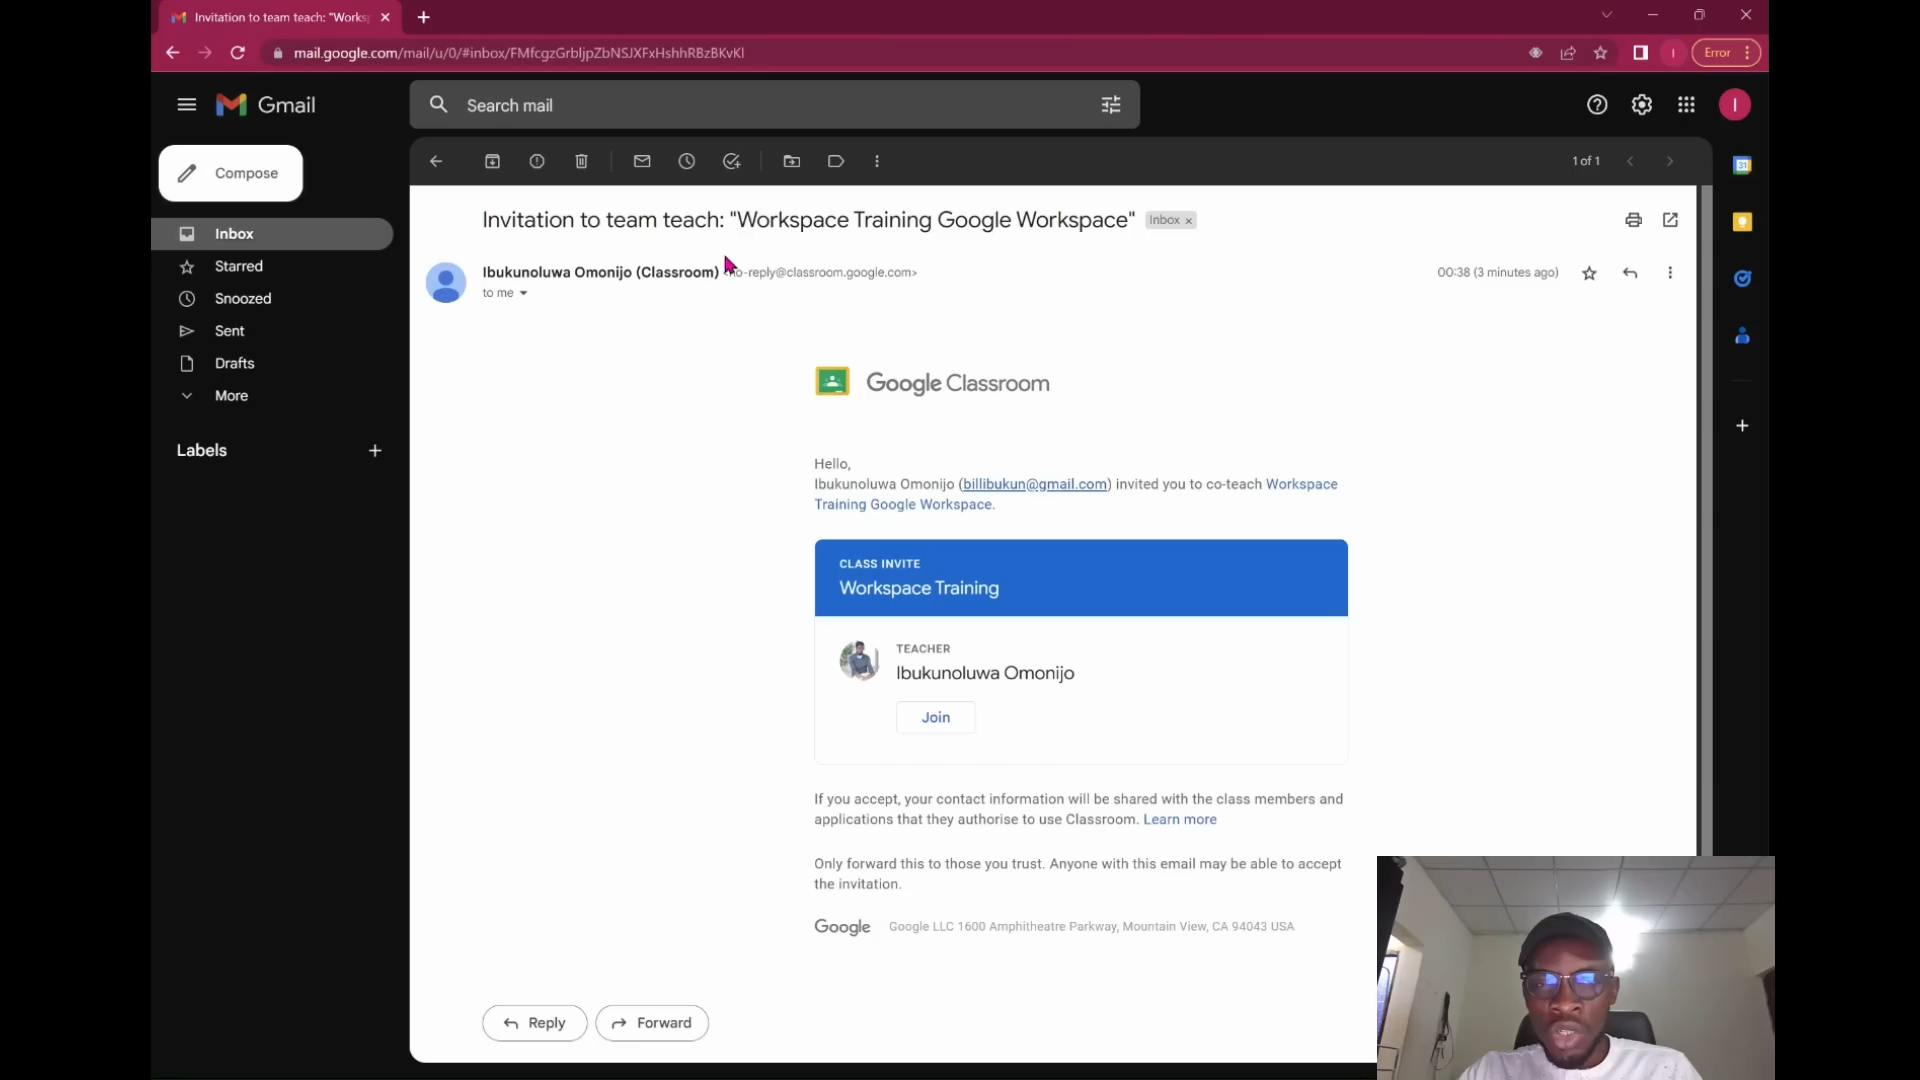 Invitation to team teach: "Works
mail.google.com/mail/u/0/#inbox/FMfcgzGrbljpZbNSJXFxHshhRBzBKvKl
I
Error
Gmail
Search mail
I
Compose
1 of 1
31
Inbox
Starred
Snoozed
Sent
Drafts
More
Labels
Invitation to team teach: "Workspace Training Google Workspace"
Inbox ×
Ibukunoluwa Omonijo (Classroom) <no-reply@classroom.google.com>
00:38 (3 minutes ago)
to me
Google Classroom
Hello,
Ibukunoluwa Omonijo (billibukun@gmail.com) invited you to co-teach Workspace
Training Google Workspace.
CLASS INVITE
Workspace Training
TEACHER
Ibukunoluwa Omonijo
Join
If you accept, your contact information will be shared with the class members and
applications that they authorise to use Classroom. Learn more
Only forward this to those you trust. Anyone with this email may be able to accept
the invitation.
Google
Google LLC 1600 Amphitheatre Parkway, Mountain View, CA 94043 USA
Reply
Forward